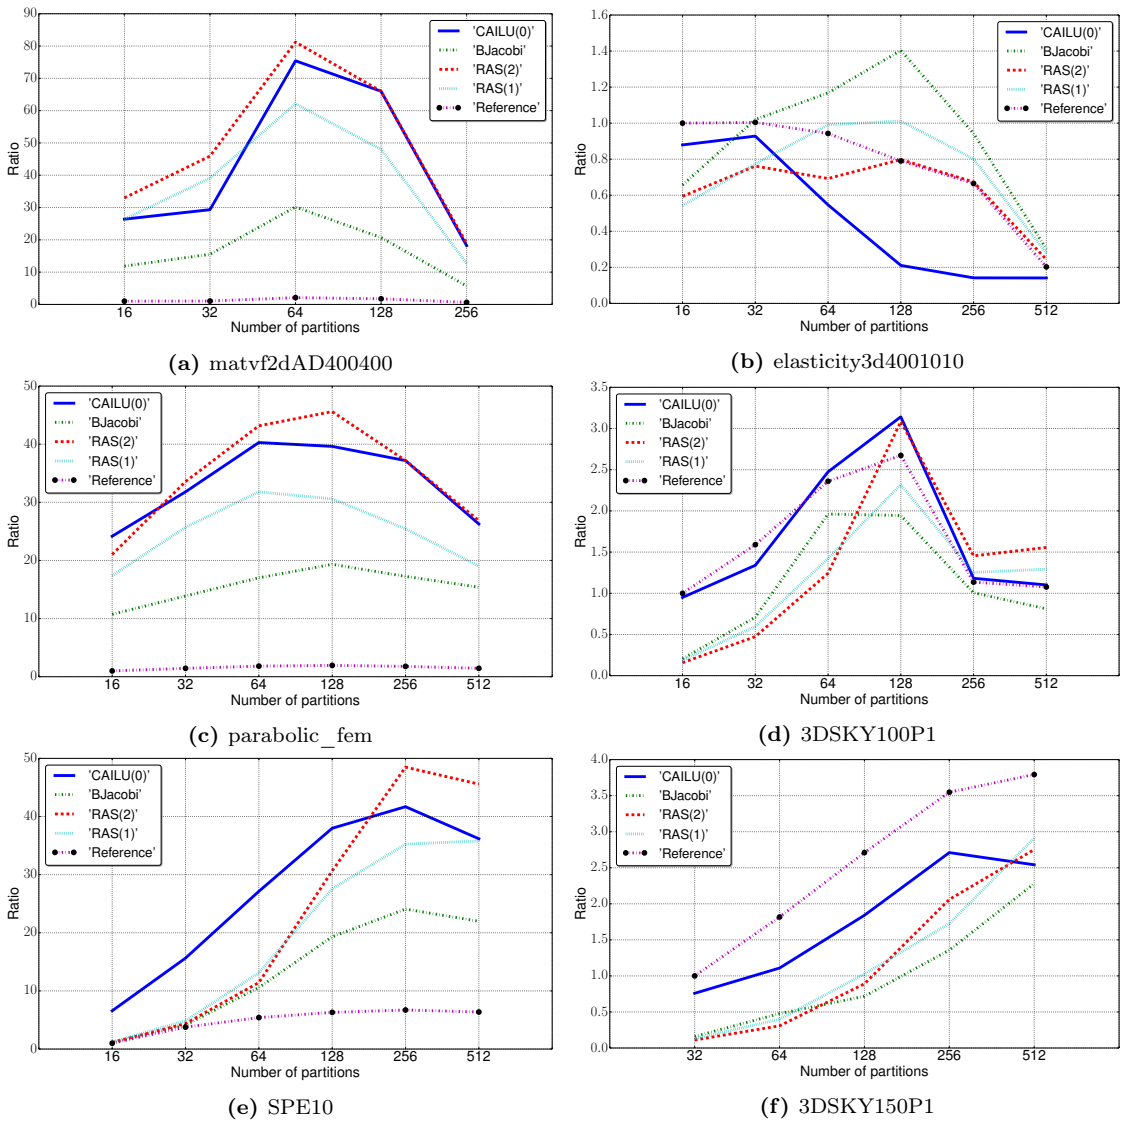 90
80
70
60
50
40
30
20
10
0
Ratio
'CAILU(0)'
'BJacobi'
'RAS(2)'
'RAS(1)'
'Reference'
16 32 64 128 256
Number of partitions
(a) matvf2dAD400400
1.6
1.4
1.2
1.0
0.8
0.6
0.4
0.2
0.0
Ratio
'CAILU(0)'
'BJacobi'
'RAS(2)'
'RAS(1)'
'Reference'
16 32 64 128 256 512
Number of partitions
(b) elasticity3d4001010
50
40
30
20
10
0
Ratio
'CAILU(0)'
'BJacobi'
'RAS(2)'
'RAS(1)'
'Reference'
16 32 64 128 256 512
Number of partitions
(c) parabolic_fem
3.5
3.0
2.5
2.0
1.5
1.0
0.5
0.0
Ratio
'CAILU(0)'
'BJacobi'
'RAS(2)'
'RAS(1)'
'Reference'
16 32 64 128 256 512
Number of partitions
(d) 3DSKY100P1
50
40
30
20
10
0
Ratio
'CAILU(0)'
'BJacobi'
'RAS(2)'
'RAS(1)'
'Reference'
16 32 64 128 256 512
Number of partitions
(e) SPE10
4.0
3.5
3.0
2.5
2.0
1.5
1.0
0.5
0.0
Ratio
'CAILU(0)'
'BJacobi'
'RAS(2)'
'RAS(1)'
'Reference'
32 64 128 256 512
Number of partitions
(f) 3DSKY150P1